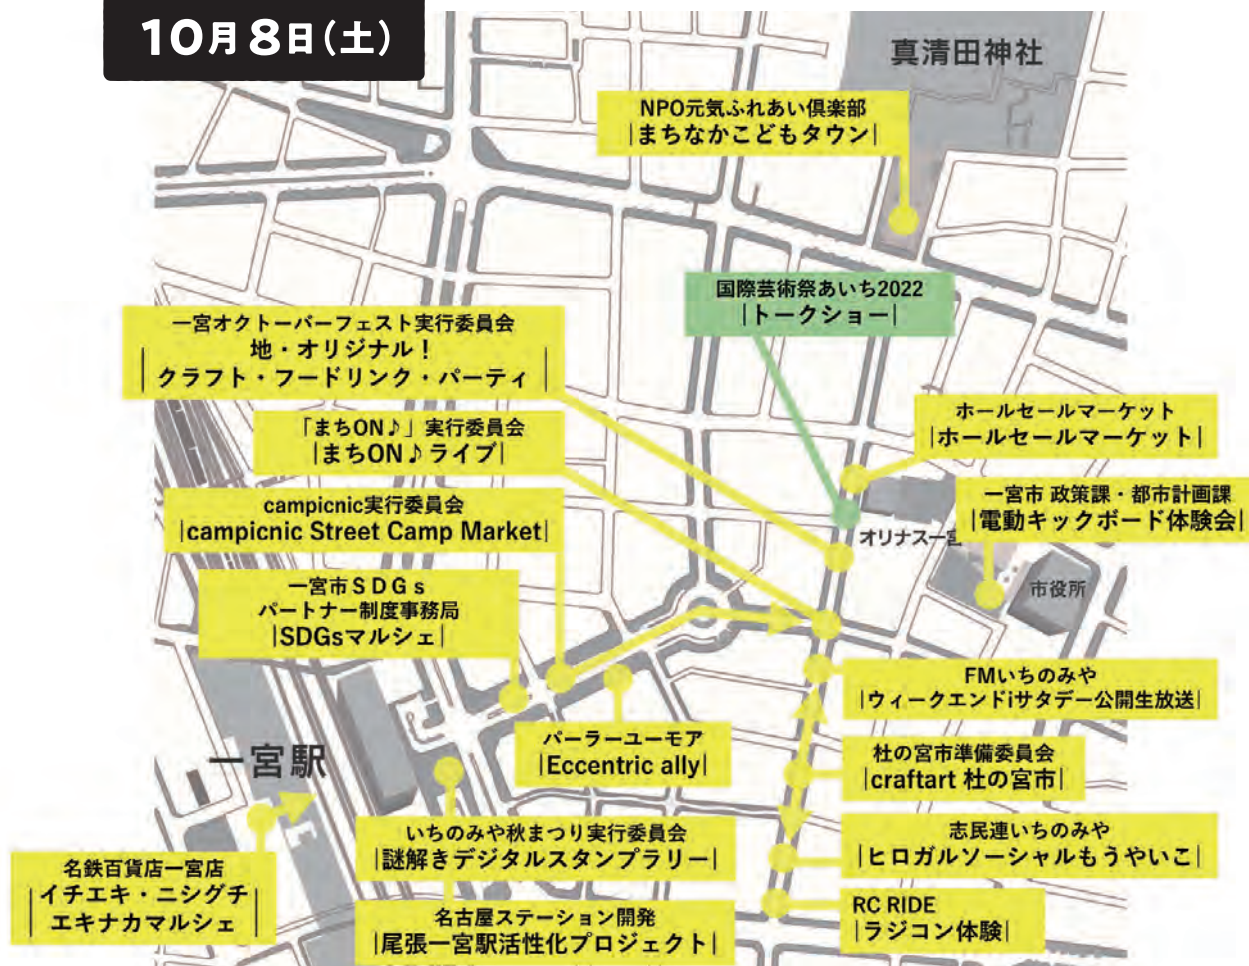 10月8日(土)
真清田神社
NPO元気ふれあい倶楽部
|まちなかこどもタウン|
国際芸術祭あいち2022
|トークショー|
一宮オクトーバーフェスト実行委員会
地・オリジナル!
クラフト・フードリンク・パーティ
「まちON♪」実行委員会
|まちON♪ライブ|
campicnic実行委員会
|campicnic Street Camp Market|
一宮市SDGs
パートナー制度事務局
|SDGsマルシェ|
ホールセールマーケット
|ホールセールマーケット|
一宮市 政策課・都市計画課
|電動キックボード体験会|
オリナス一宮
市役所
FMいちのみや
|ウィークエンドiサタデー公開生放送|
パーラーユーモア
|Eccentric ally|
杜の宮市準備委員会
|craftart 杜の宮市|
一宮駅
いちのみや秋まつり実行委員会
|謎解きデジタルスタンプラリー|
志民連いちのみや
|ヒロガルソーシャルもうやいこ|
名鉄百貨店一宮店
イチエキ・ニシグチ
エキナカマルシェ
名古屋ステーション開発
|尾張一宮駅活性化プロジェクト|
RC RIDE
|ラジコン体験|